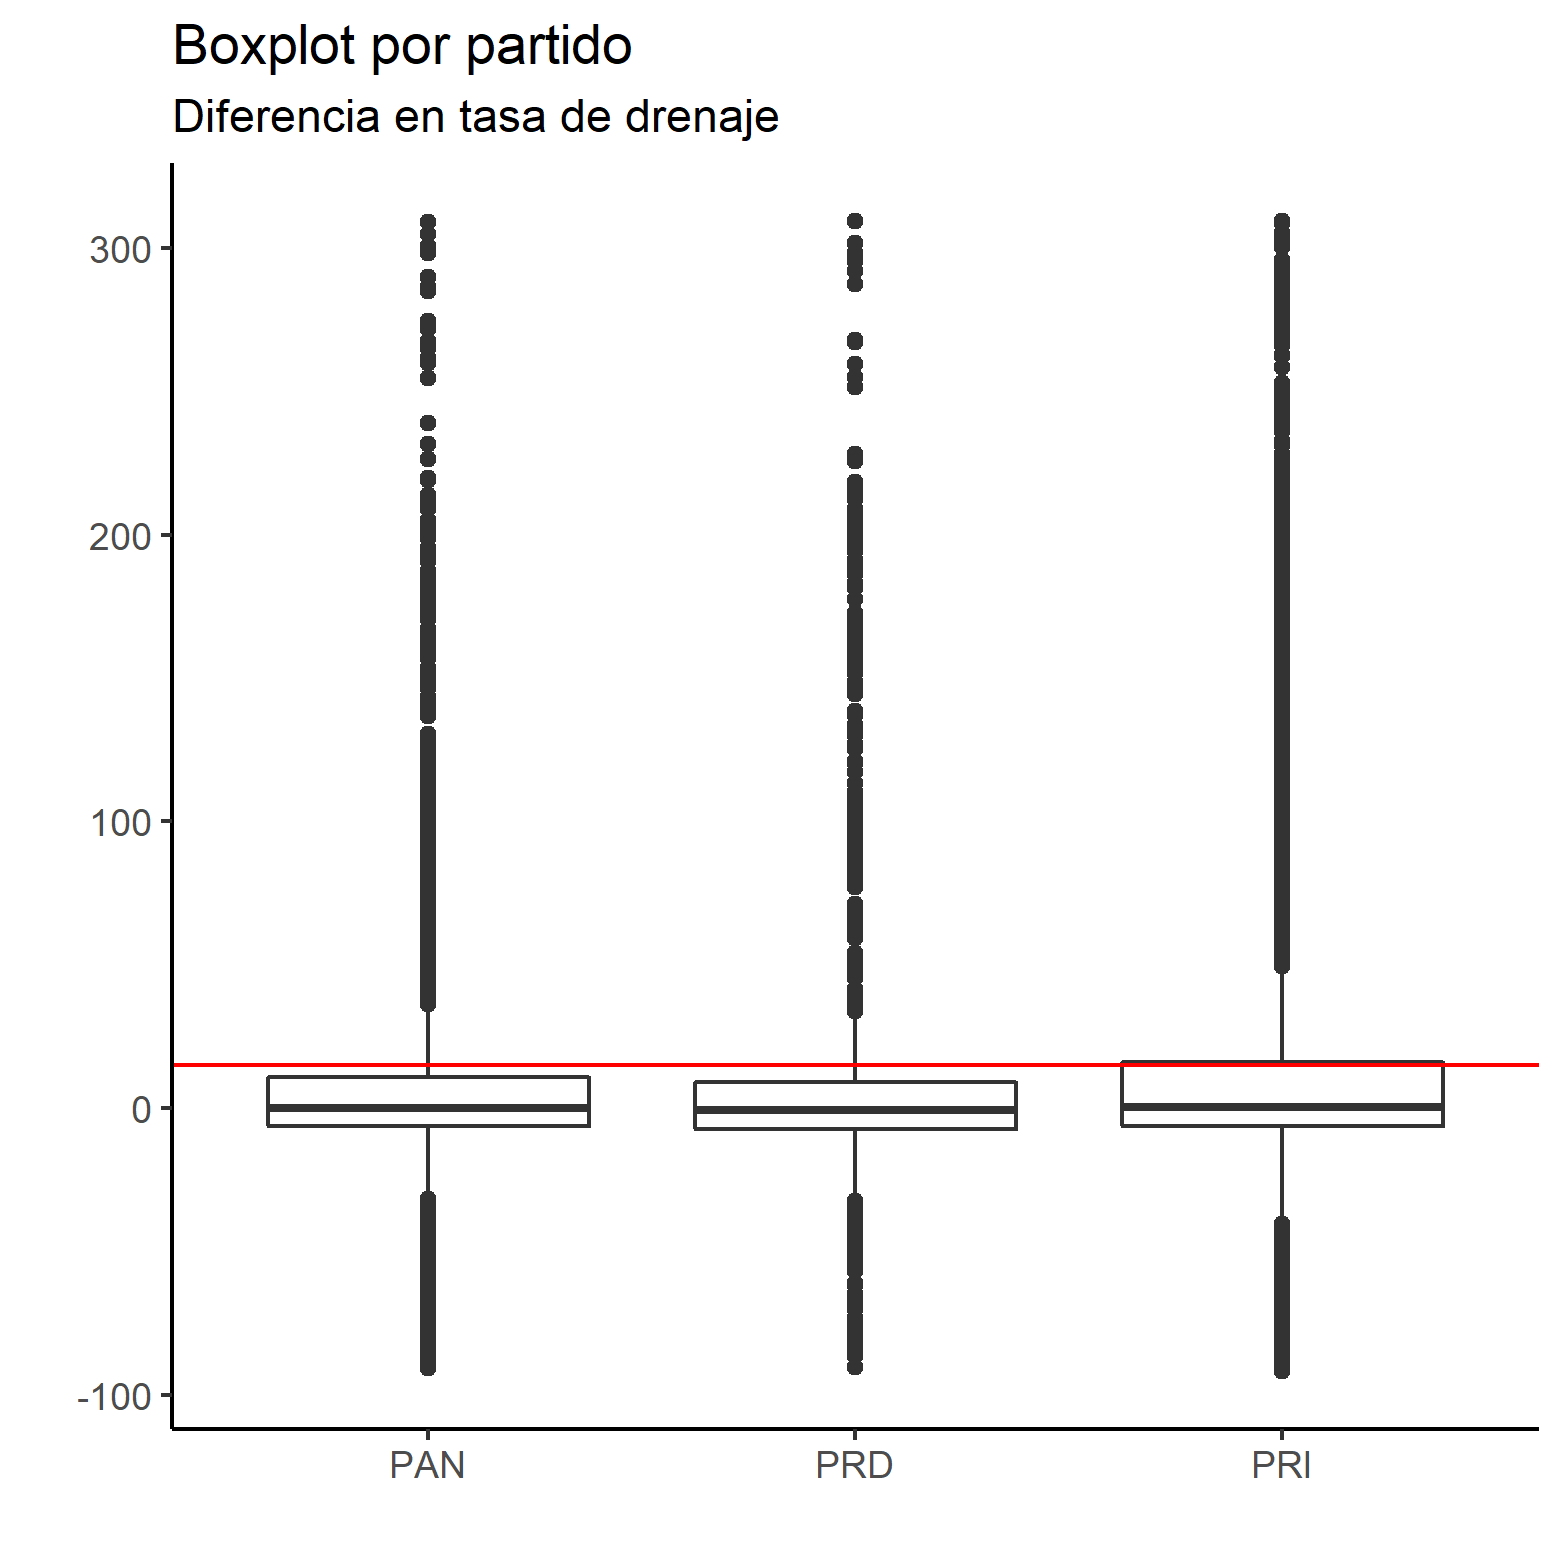 Boxplot por partido
Diferencia en tasa de drenaje
300
200
100
0
-100
PAN PRD PRI